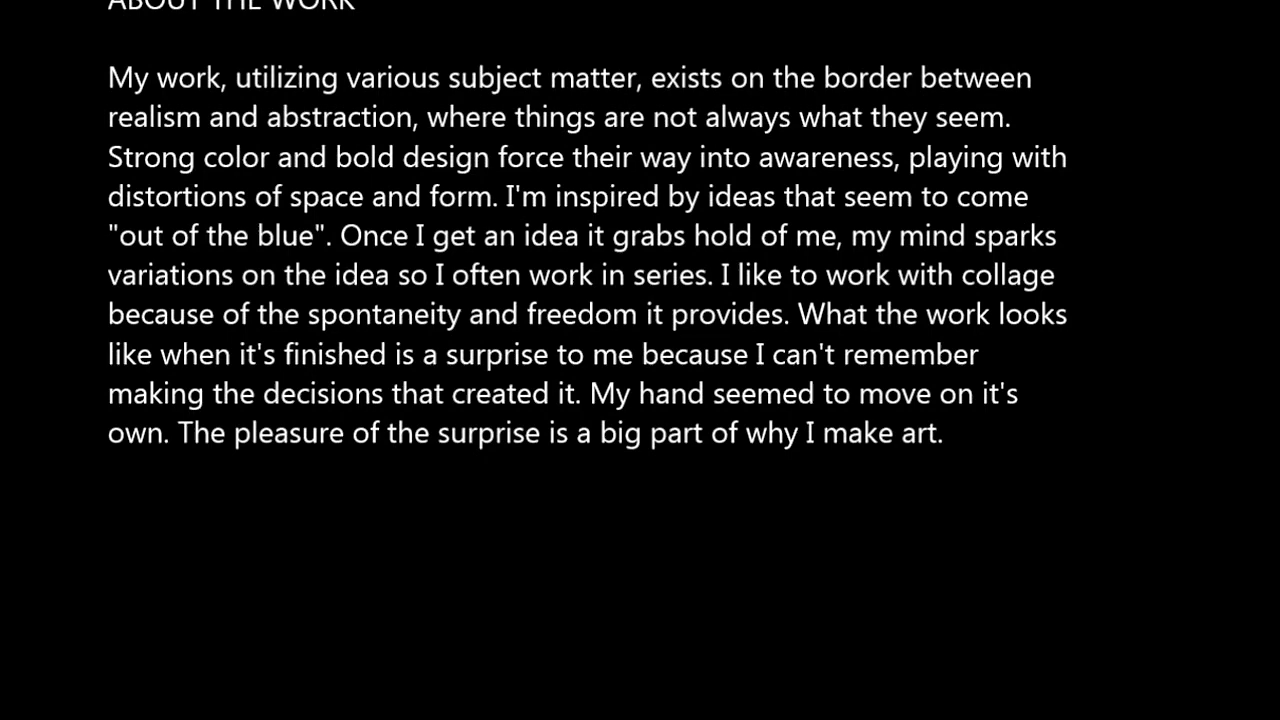 ABOUT THE WORK
My work, utilizing various subject matter, exists on the border between
realism and abstraction, where things are not always what they seem.
Strong color and bold design force their way into awareness, playing with
distortions of space and form. I'm inspired by ideas that seem to come
"out of the blue". Once I get an idea it grabs hold of me, my mind sparks
variations on the idea so I often work in series. I like to work with collage
because of the spontaneity and freedom it provides. What the work looks
like when it's finished is a surprise to me because I can't remember
making the decisions that created it. My hand seemed to move on it's
own. The pleasure of the surprise is a big part of why I make art.